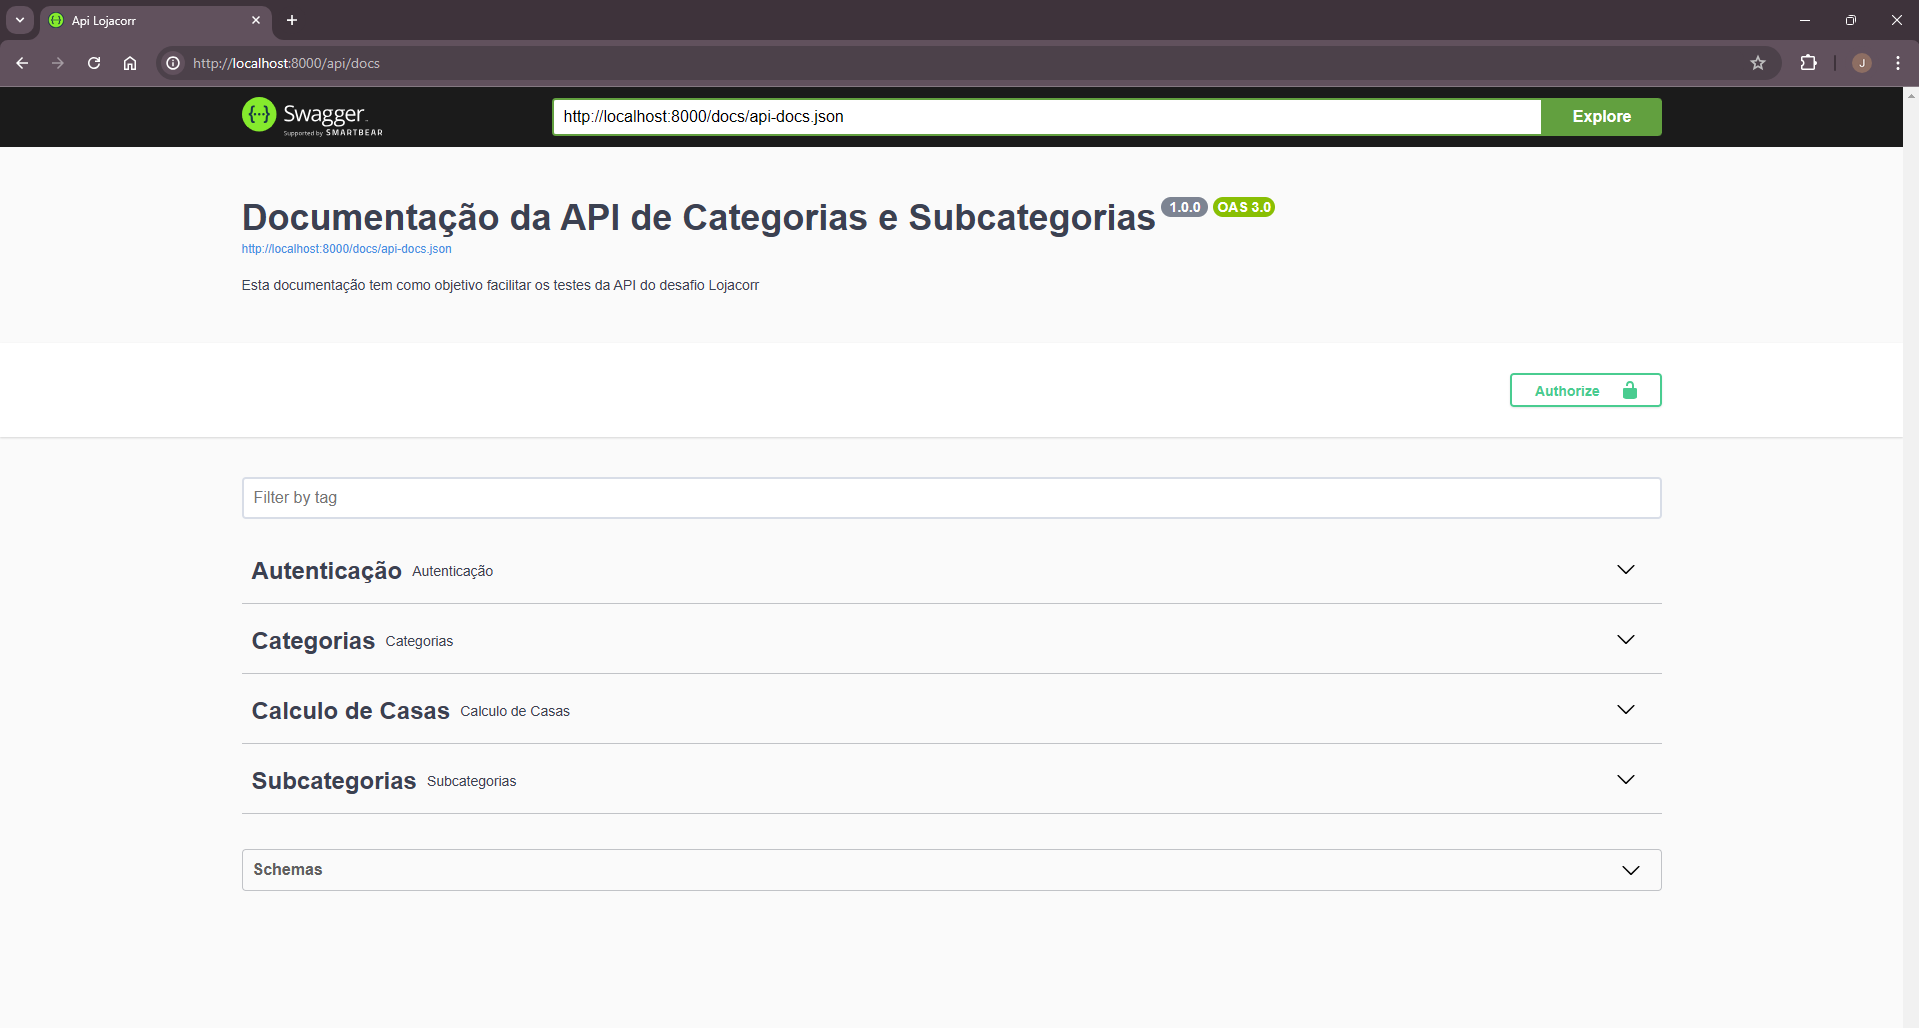 Api Lojacorr
http://localhost:8000/api/docs
J
Swagger
Supported by SMARTBEAR
http://localhost:8000/docs/api-docs.json
Explore
Documentação da API de Categorias e Subcategorias 1.0.0 OAS 3.0
http://localhost:8000/docs/api-docs.json
Esta documentação tem como objetivo facilitar os testes da API do desafio Lojacorr
Authorize
Filter by tag
Autenticação Autenticação
Categorias Categorias
Calculo de Casas Calculo de Casas
Subcategorias Subcategorias
Schemas